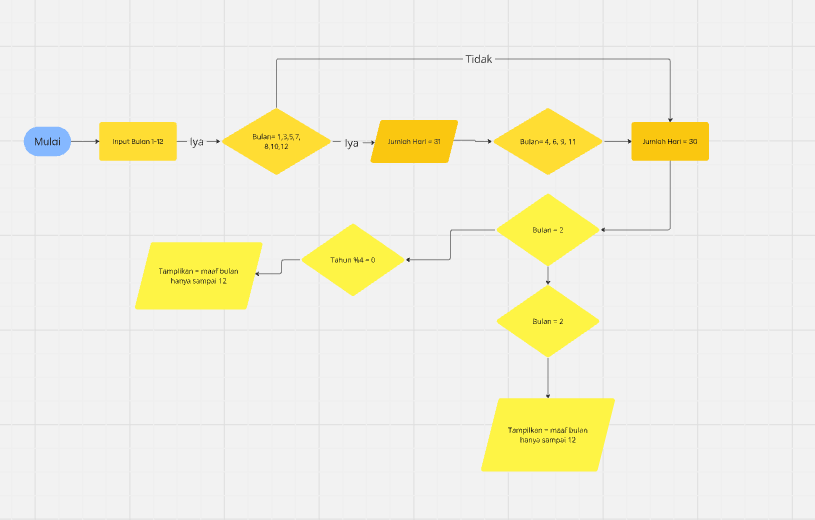 Tidak
Mulai
Input Bulan 1-12
Iya
Bulan= 1,3,5,7,
8,10,12
Iya
Jumlah Hari = 31
Bulan= 4, 6, 9, 11
Jumlah Hari = 30
Bulan = 2
Tahun %4 = 0
Tampilkan = maaf bulan
hanya sampai 12
Bulan = 2
Tampilkan = maaf bulan
hanya sampai 12